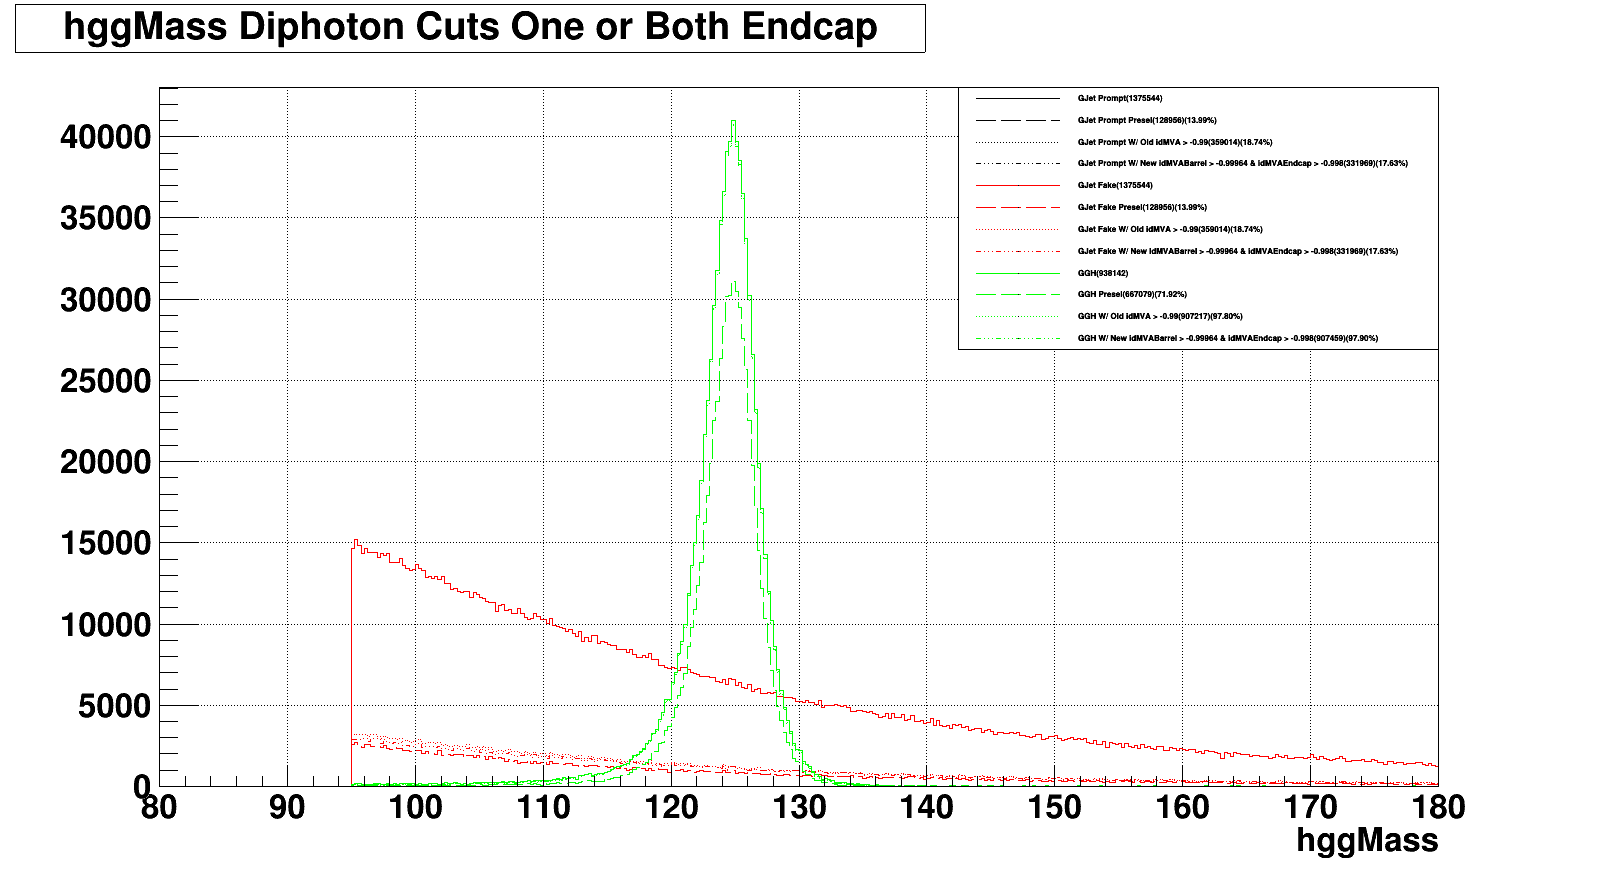 hggMass Diphoton Cuts One or Both Endcap
GJet Prompt(1375544)
GJet Prompt Presel(128956)(13.99%)
GJet Prompt W/ Old idMVA > -0.99(359014)(18.74%)
GJet Prompt W/ New idMVABarrel > -0.99964 & idMVAEndcap > -0.998(331969)(17.63%)
GJet Fake(1375544)
GJet Fake Presel(128956)(13.99%)
GJet Fake W/ Old idMVA > -0.99(359014)(18.74%)
GJet Fake W/ New idMVABarrel > -0.99964 & idMVAEndcap > -0.998(331969)(17.63%)
GGH(938142)
GGH Presel(667079)(71.92%)
GGH W/ Old idMVA > -0.99(907217)(97.80%)
GGH W/ New idMVABarrel > -0.99964 & idMVAEndcap > -0.998(907459)(97.90%)
40000
35000
30000
25000
20000
15000
10000
5000
0
80 90 100 110 120 130 140 150 160 170 180
hggMass